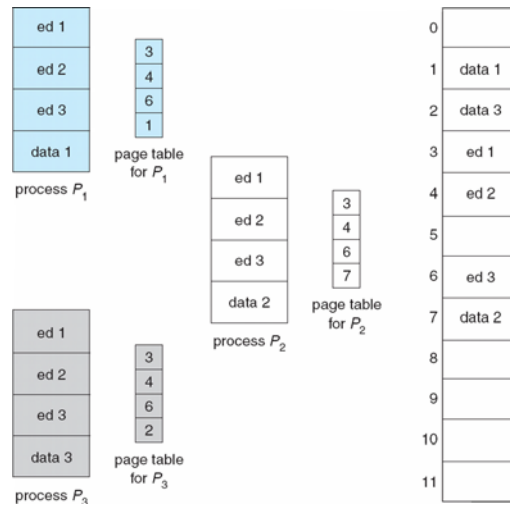 ed 1
ed 2
ed 3
data 1
process P1
3
4
6
1
page table
for P1
ed 1
ed 2
ed 3
data 2
process P2
3
4
6
7
page table
for P2
ed 1
ed 2
ed 3
data 3
process P3
3
4
6
2
page table
for P3
0
1 data 1
2 data 3
3 ed 1
4 ed 2
5
6 ed 3
7 data 2
8
9
10
11